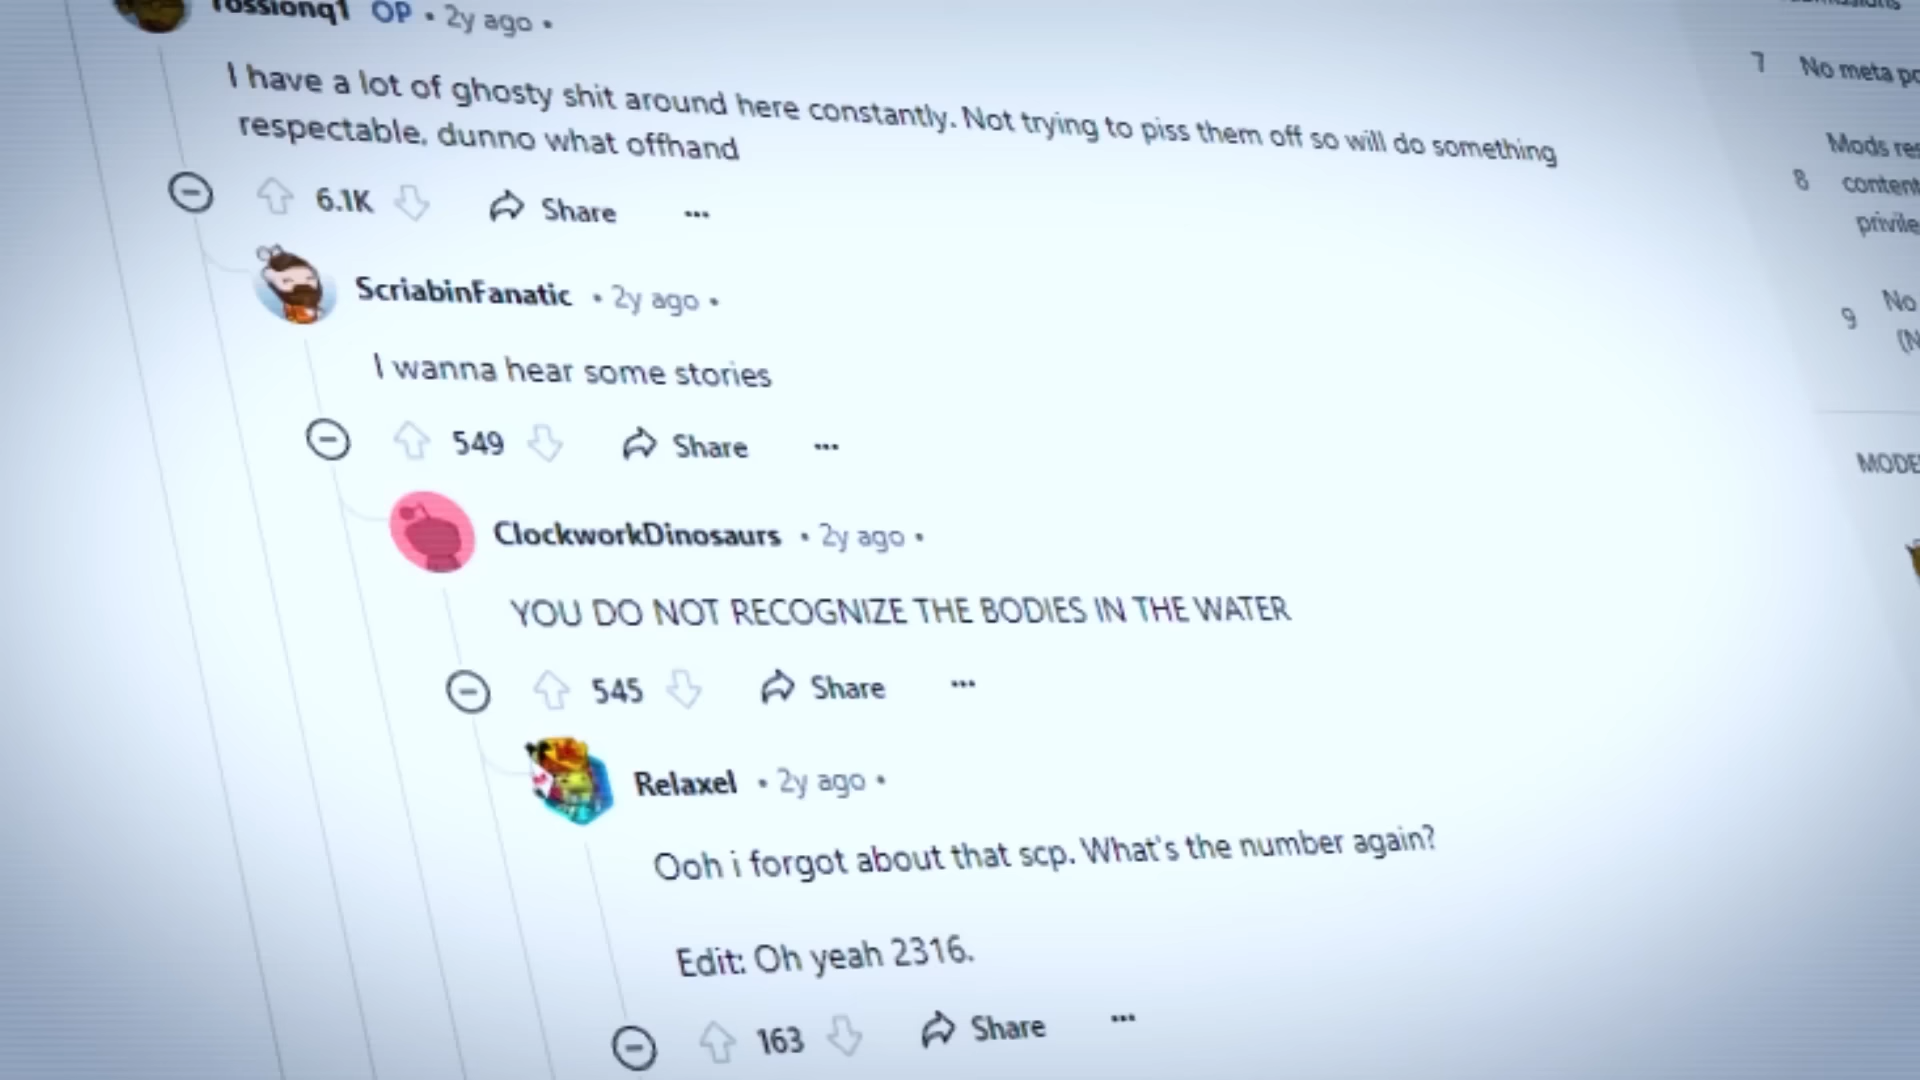 OP • 2y ago •
I have a lot of ghosty shit around here constantly. Not trying to piss them off so will do something
respectable, dunno what offhand
6.1K Share ...
ScriabinFanatic • 2y ago •
I wanna hear some stories
549 Share ...
ClockworkDinosaurs • 2y ago •
YOU DO NOT RECOGNIZE THE BODIES IN THE WATER
545 Share ...
Relaxel • 2y ago •
Ooh i forgot about that scp. What's the number again?
Edit: Oh yeah 2316.
163 Share ...
7 No meta
Mods
8 content
9 No